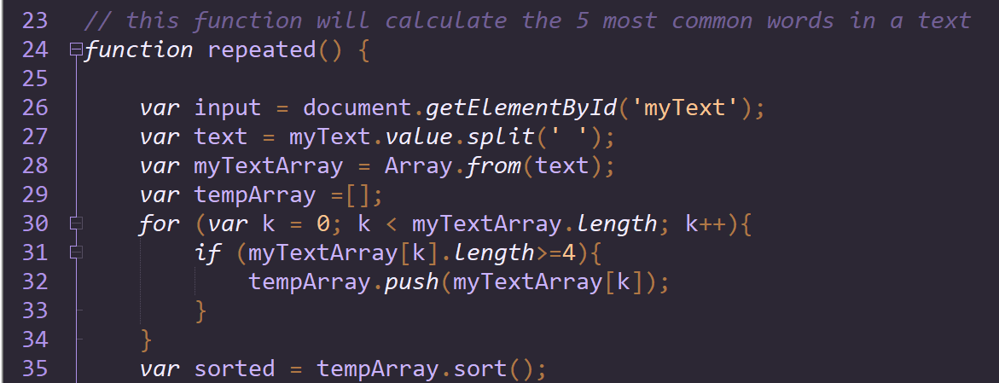 23 // this function will calculate the 5 most common words in a text
24 function repeated() {
25
26 var input = document.getElementById('myText');
27 var text = myText.value.split(' ');
28 var myTextArray = Array.from(text);
29 var tempArray =[];
30 for (var k = 0; k < myTextArray.length; k++){
31 if (myTextArray[k].length>=4){
32 tempArray.push(myTextArray[k]);
33 }
34 }
35 var sorted = tempArray.sort();